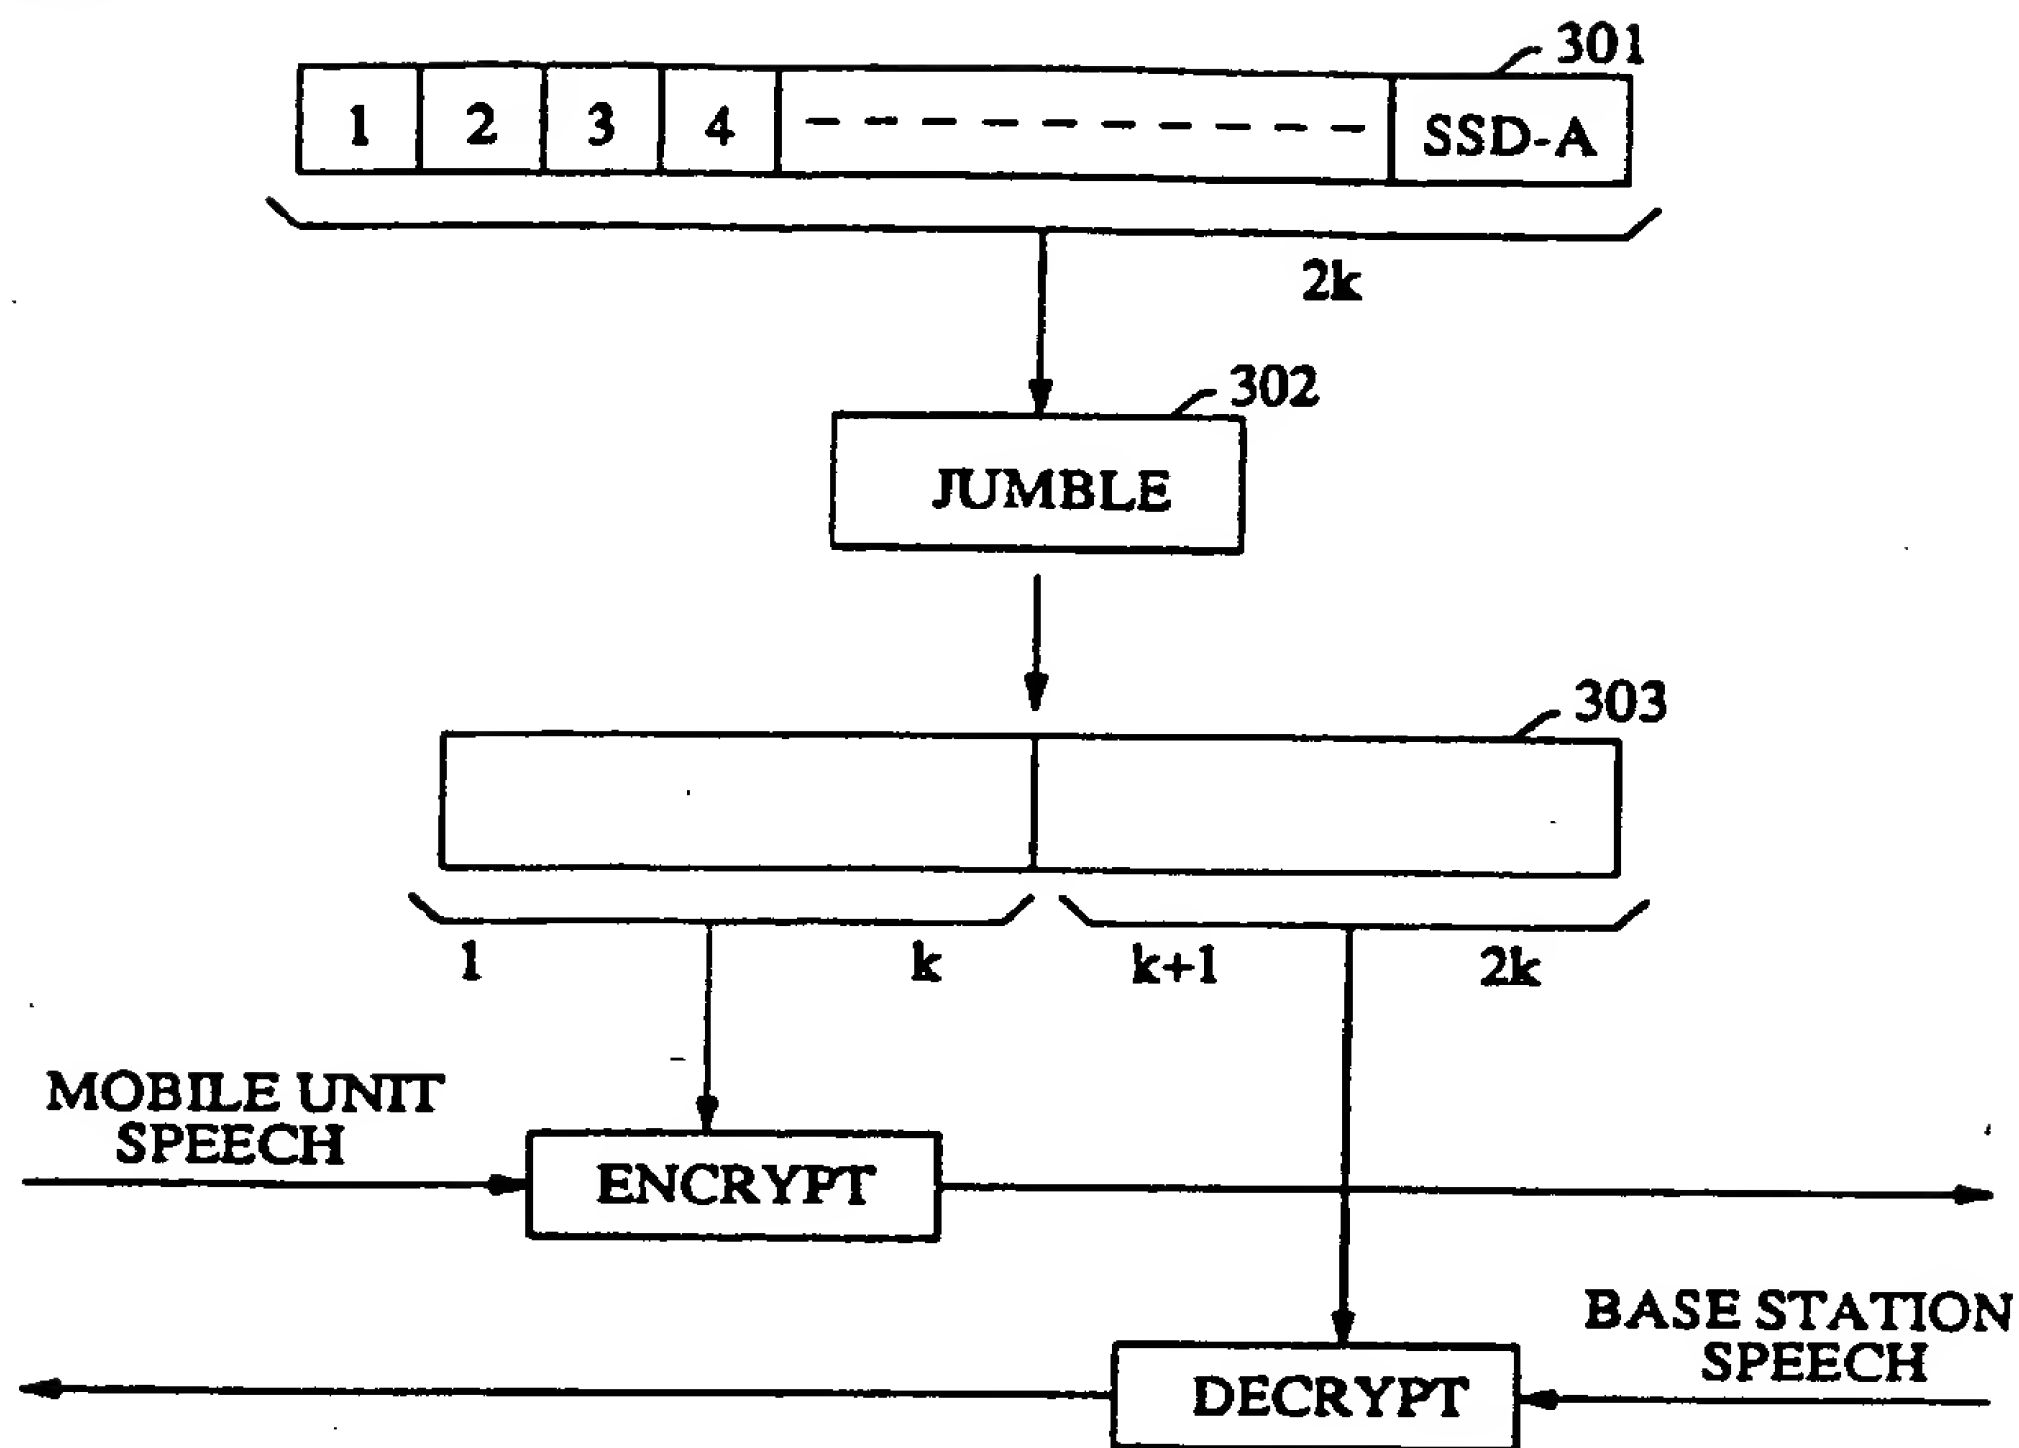 301
1 2 3 4 SSD-A
2k
302
JUMBLE
303
1 k k+1 2k
MOBILE UNIT
SPEECH
ENCRYPT
BASE STATION
SPEECH
DECRYPT